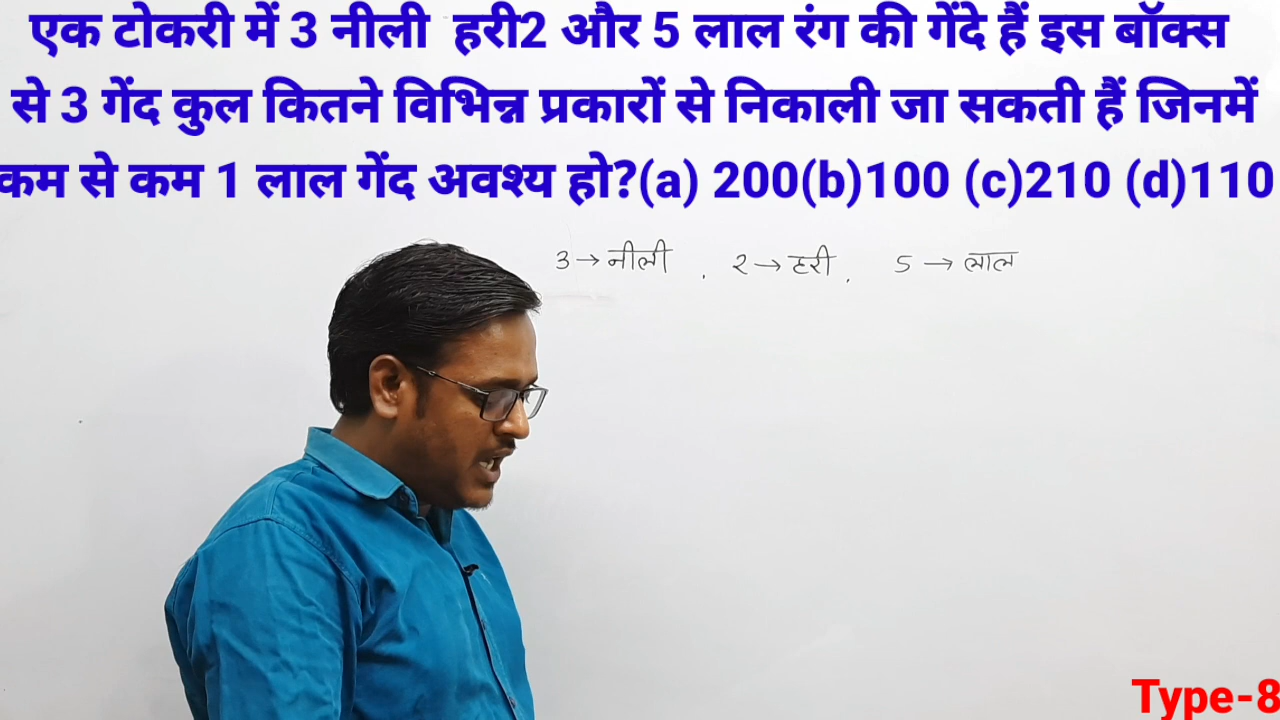 एक टोकरी में 3 नीली हरी2 और 5 लाल रंग की गेंदे हैं इस बॉक्स
से 3 गेंद कुल कितने विभिन्न प्रकारों से निकाली जा सकती हैं जिनमें
कम से कम 1 लाल गेंद अवश्य हो?(a) 200(b)100 (c)210 (d)110
3→नीली , 2→हरी, 5→लाल
Type-8